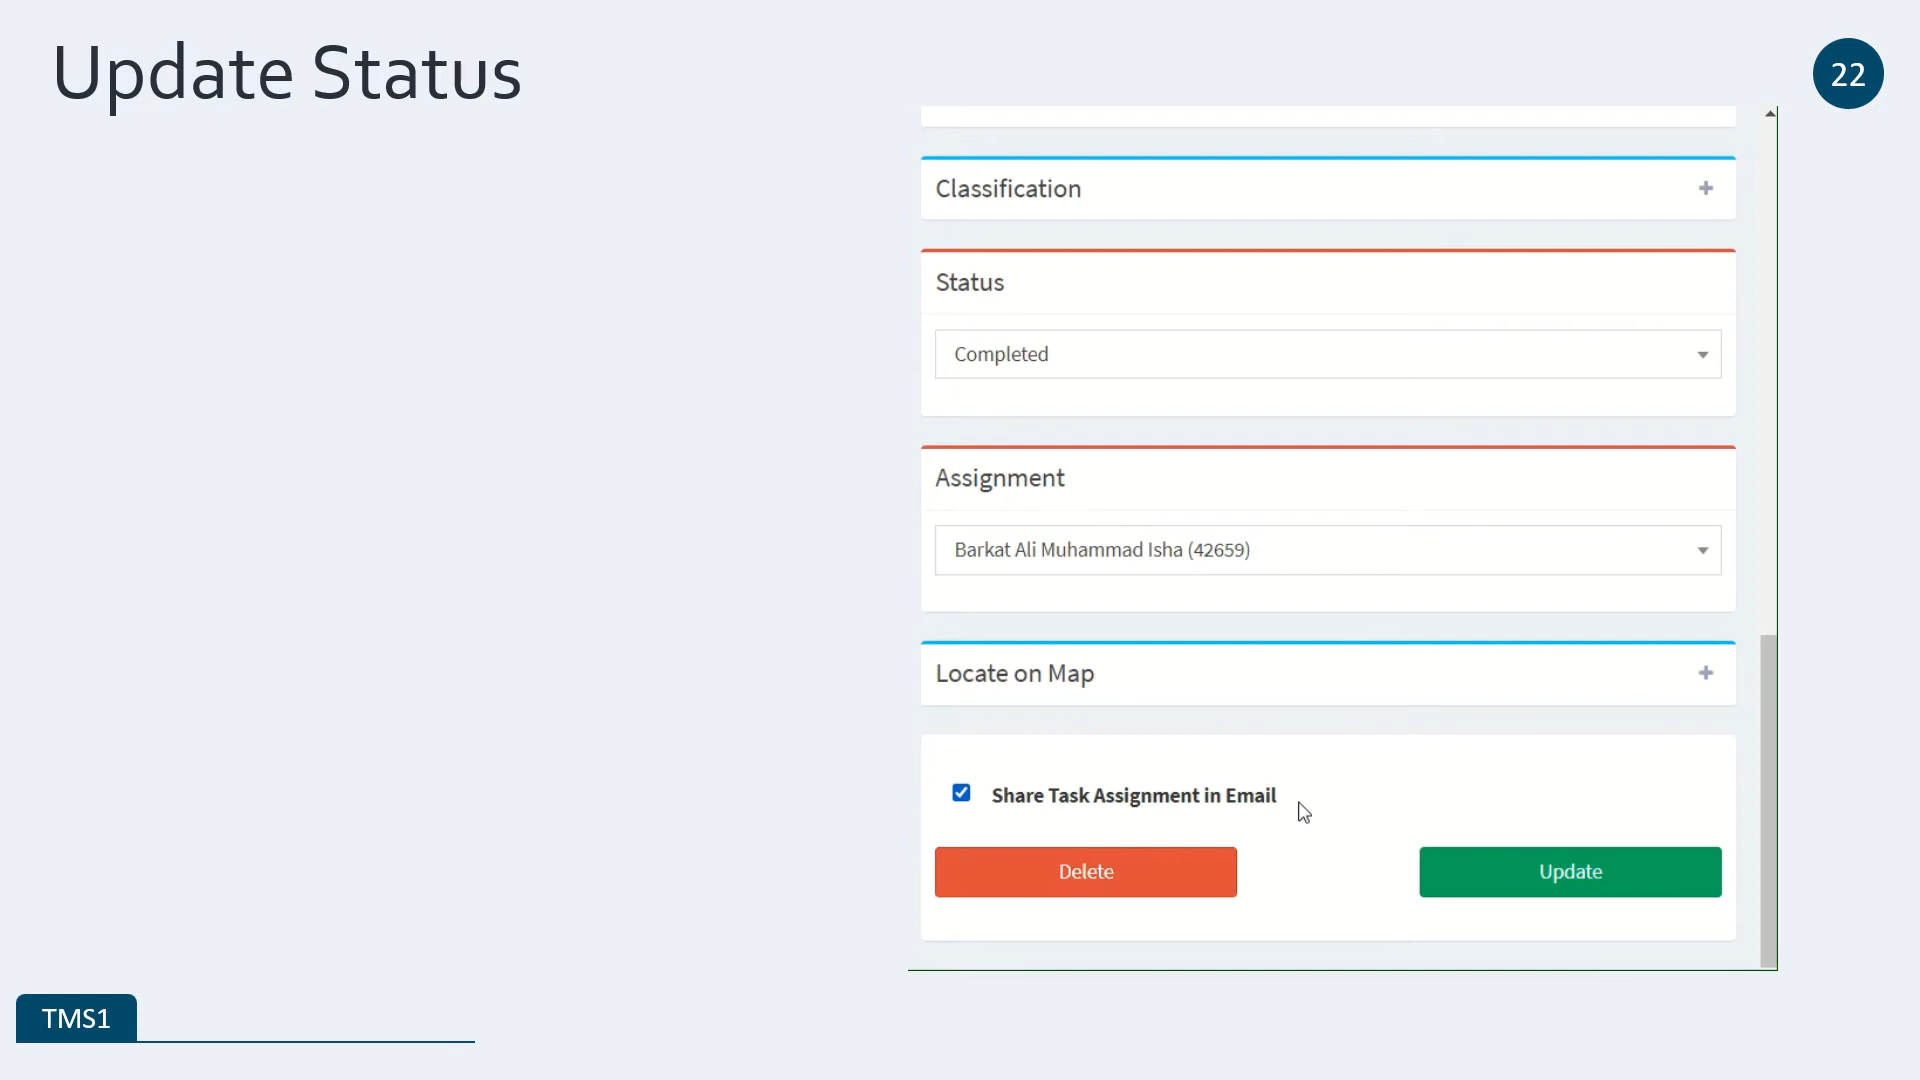 Update Status
22
Classification
Status
Completed
Assignment
Barkat Ali Muhammad Isha (42659)
Locate on Map
Share Task Assignment in Email
Delete
Update
TMS1